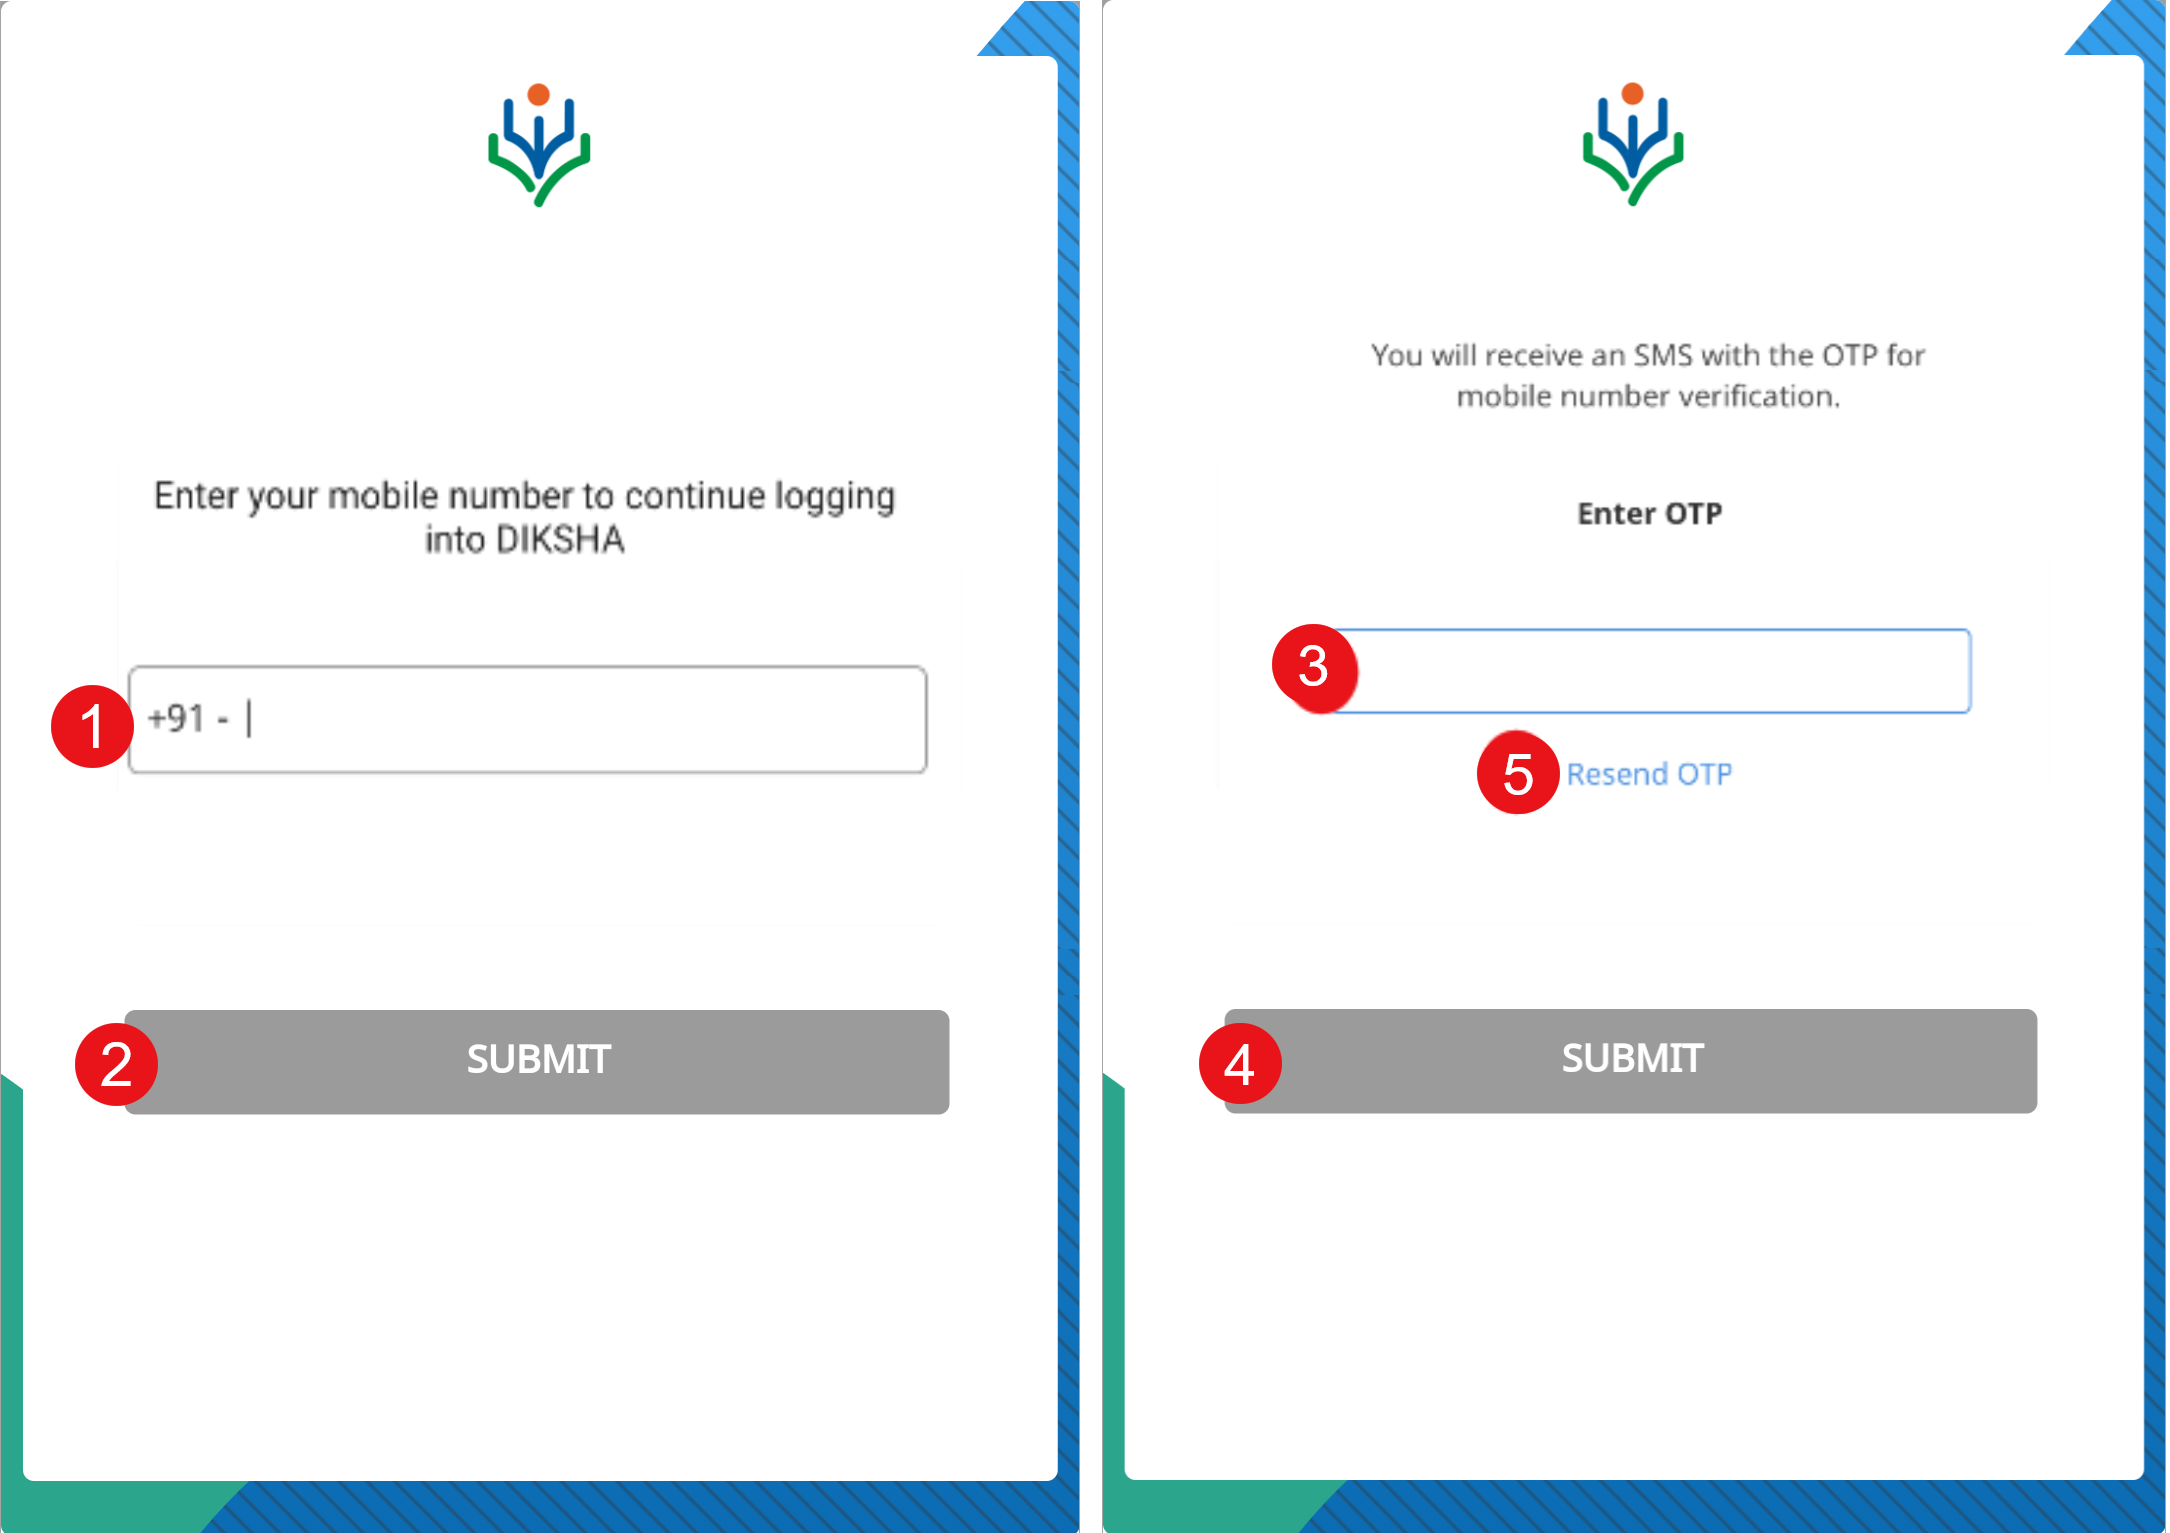 Enter your mobile number to continue logging
into DIKSHA
1
+91 -
2
SUBMIT
You will receive an SMS with the OTP for
mobile number verification.
Enter OTP
3
5 Resend OTP
4
SUBMIT